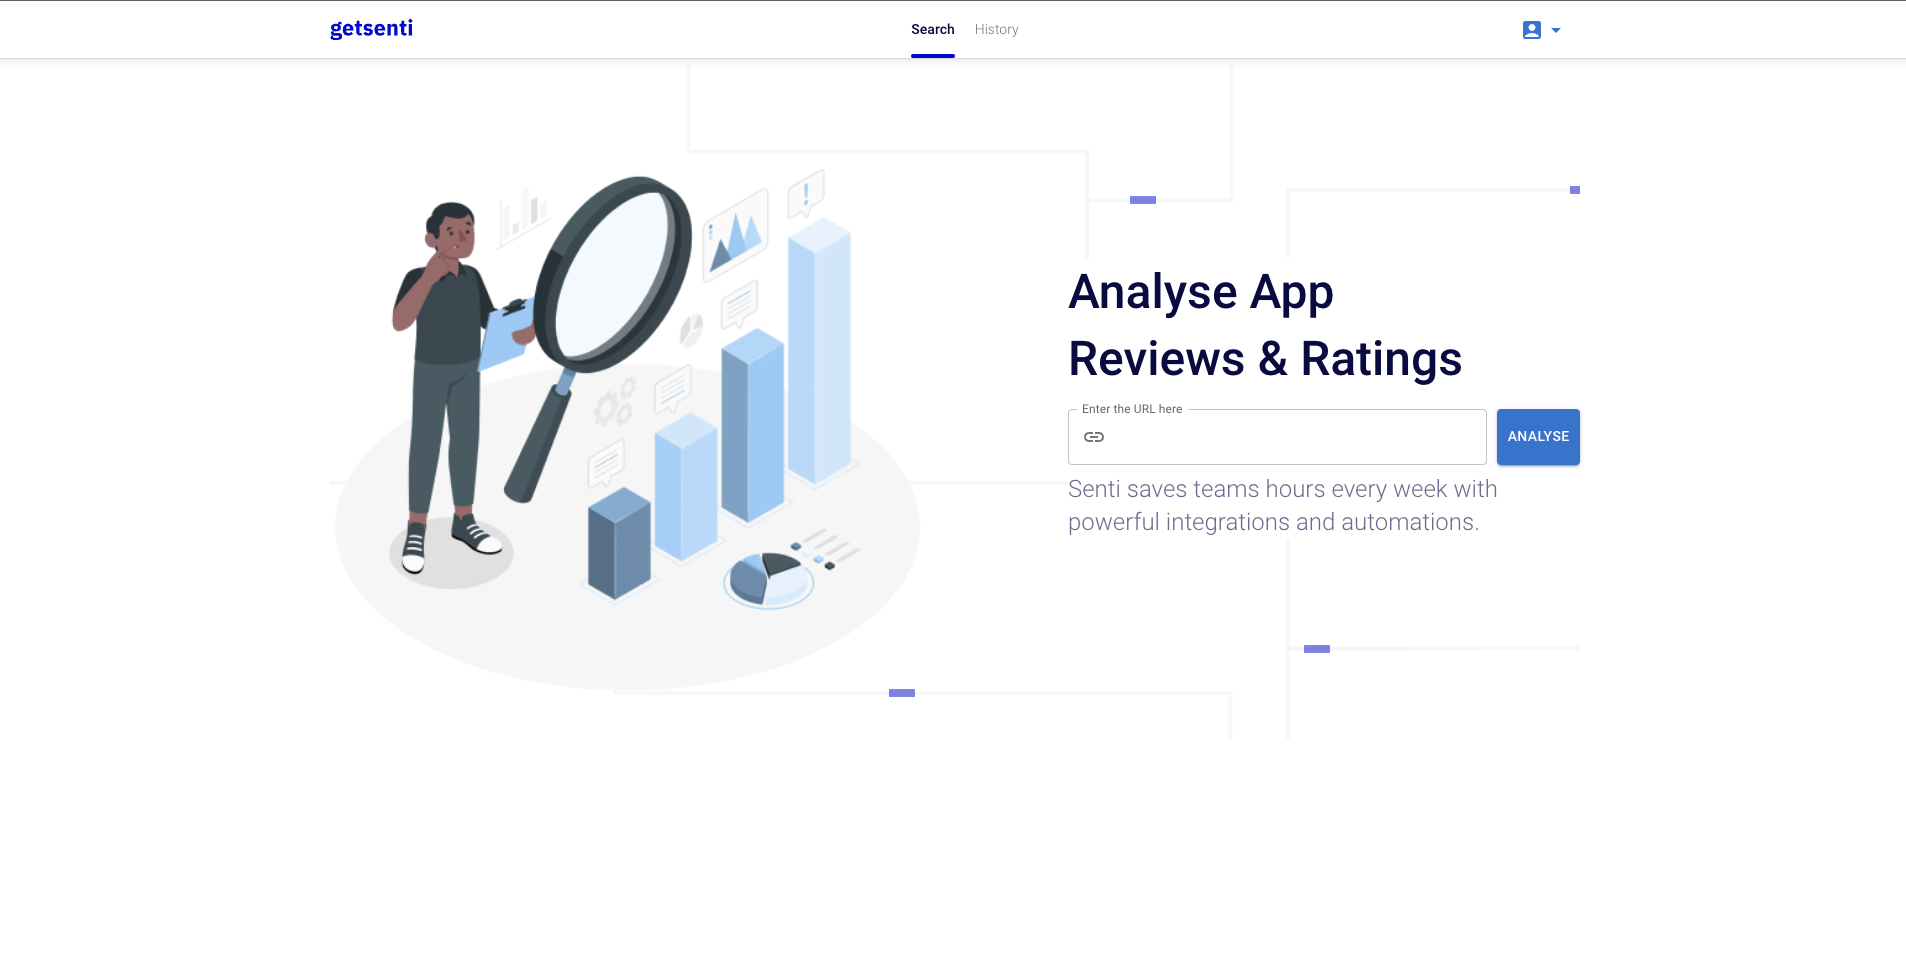 getsenti
Search
History
Analyse App
Reviews & Ratings
Enter the URL here
ANALYSE
Senti saves teams hours every week with
powerful integrations and automations.